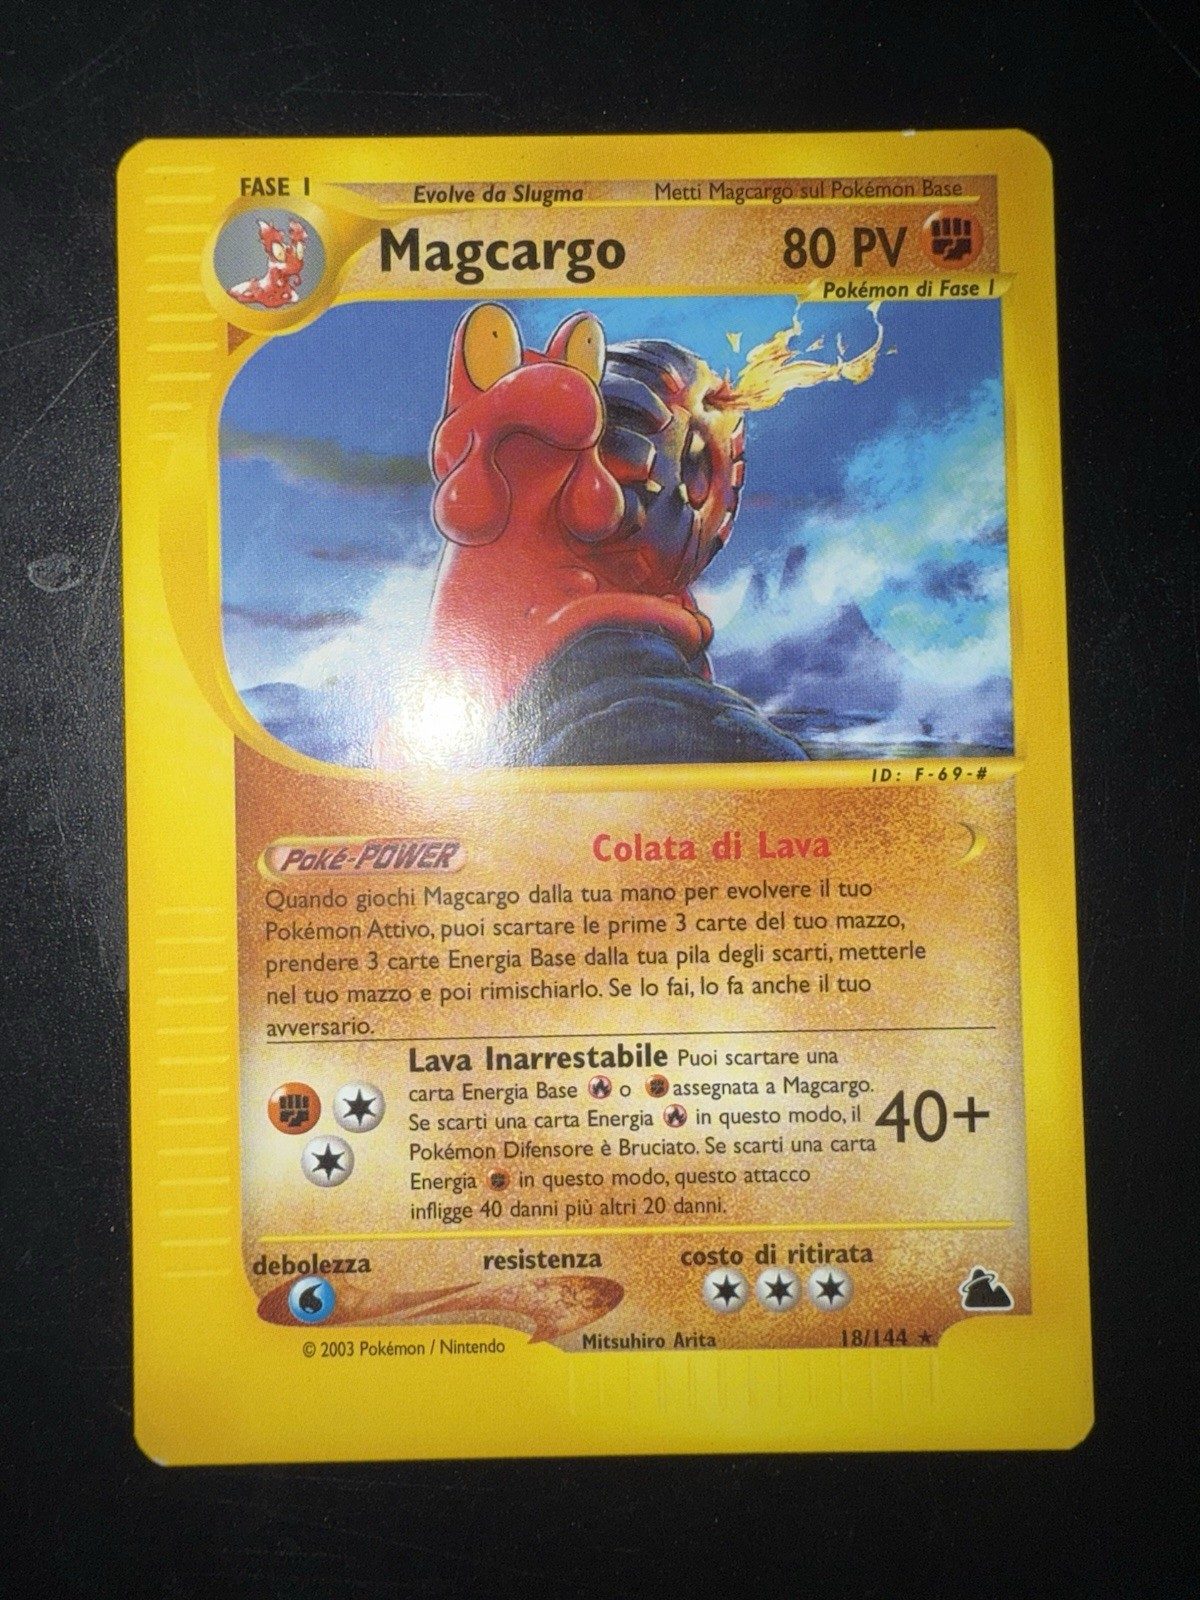 FASE 1
Evolve da Slugma
Metti Magcargo sul Pokémon Base
Magcargo
80 PV
Pokémon di Fase 1
ID: F-69-#
Poké-POWER
Colata di Lava
Quando giochi Magcargo dalla tua mano per evolvere il tuo
Pokémon Attivo, puoi scartare le prime 3 carte del tuo mazzo,
prendere 3 carte Energia Base dalla tua pila degli scarti, metterle
nel tuo mazzo e poi rimischiarlo. Se lo fai, lo fa anche il tuo
avversario.
Lava Inarrestabile Puoi scartare una
carta Energia Base o assegnata a Magcargo.
Se scarti una carta Energia in questo modo, il
Pokémon Difensore è Bruciato. Se scarti una carta
Energia in questo modo, questo attacco
infligge 40 danni più altri 20 danni.
40+
debolezza
resistenza
costo di ritirata
© 2003 Pokémon / Nintendo
Mitsuhiro Arita
18/144 ★